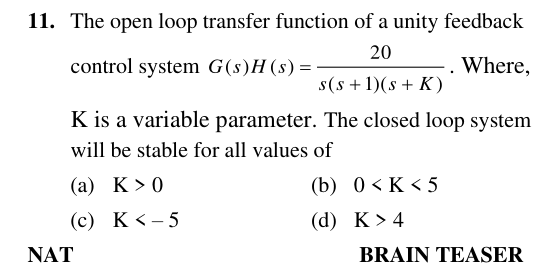 11. The open loop transfer function of a unity feedback
control system G(s)H(s) = 20 / s(s + 1)(s + K) . Where,
K is a variable parameter. The closed loop system
will be stable for all values of
(a) K > 0 (b) 0 < K < 5
(c) K < – 5 (d) K > 4
NAT BRAIN TEASER